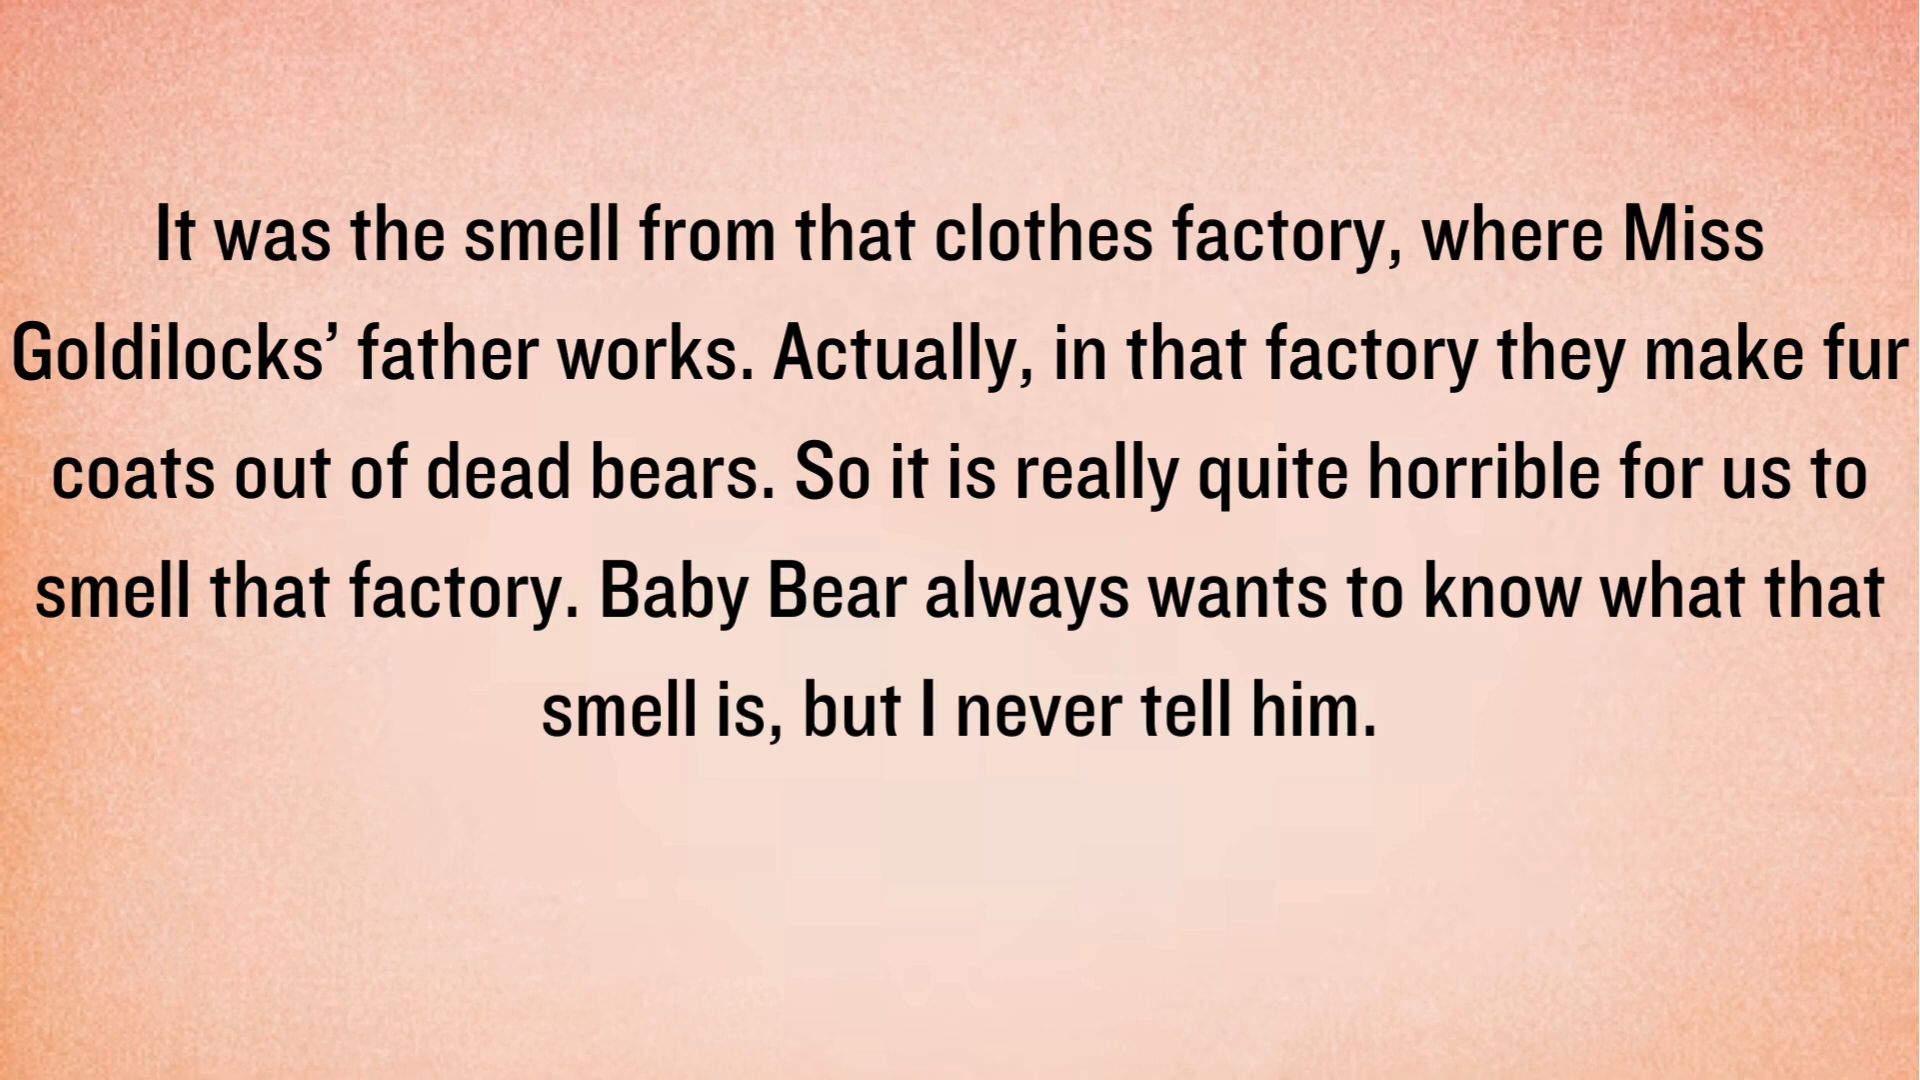 It was the smell from that clothes factory, where Miss
Goldilocks’ father works. Actually, in that factory they make fur
coats out of dead bears. So it is really quite horrible for us to
smell that factory. Baby Bear always wants to know what that
smell is, but I never tell him.